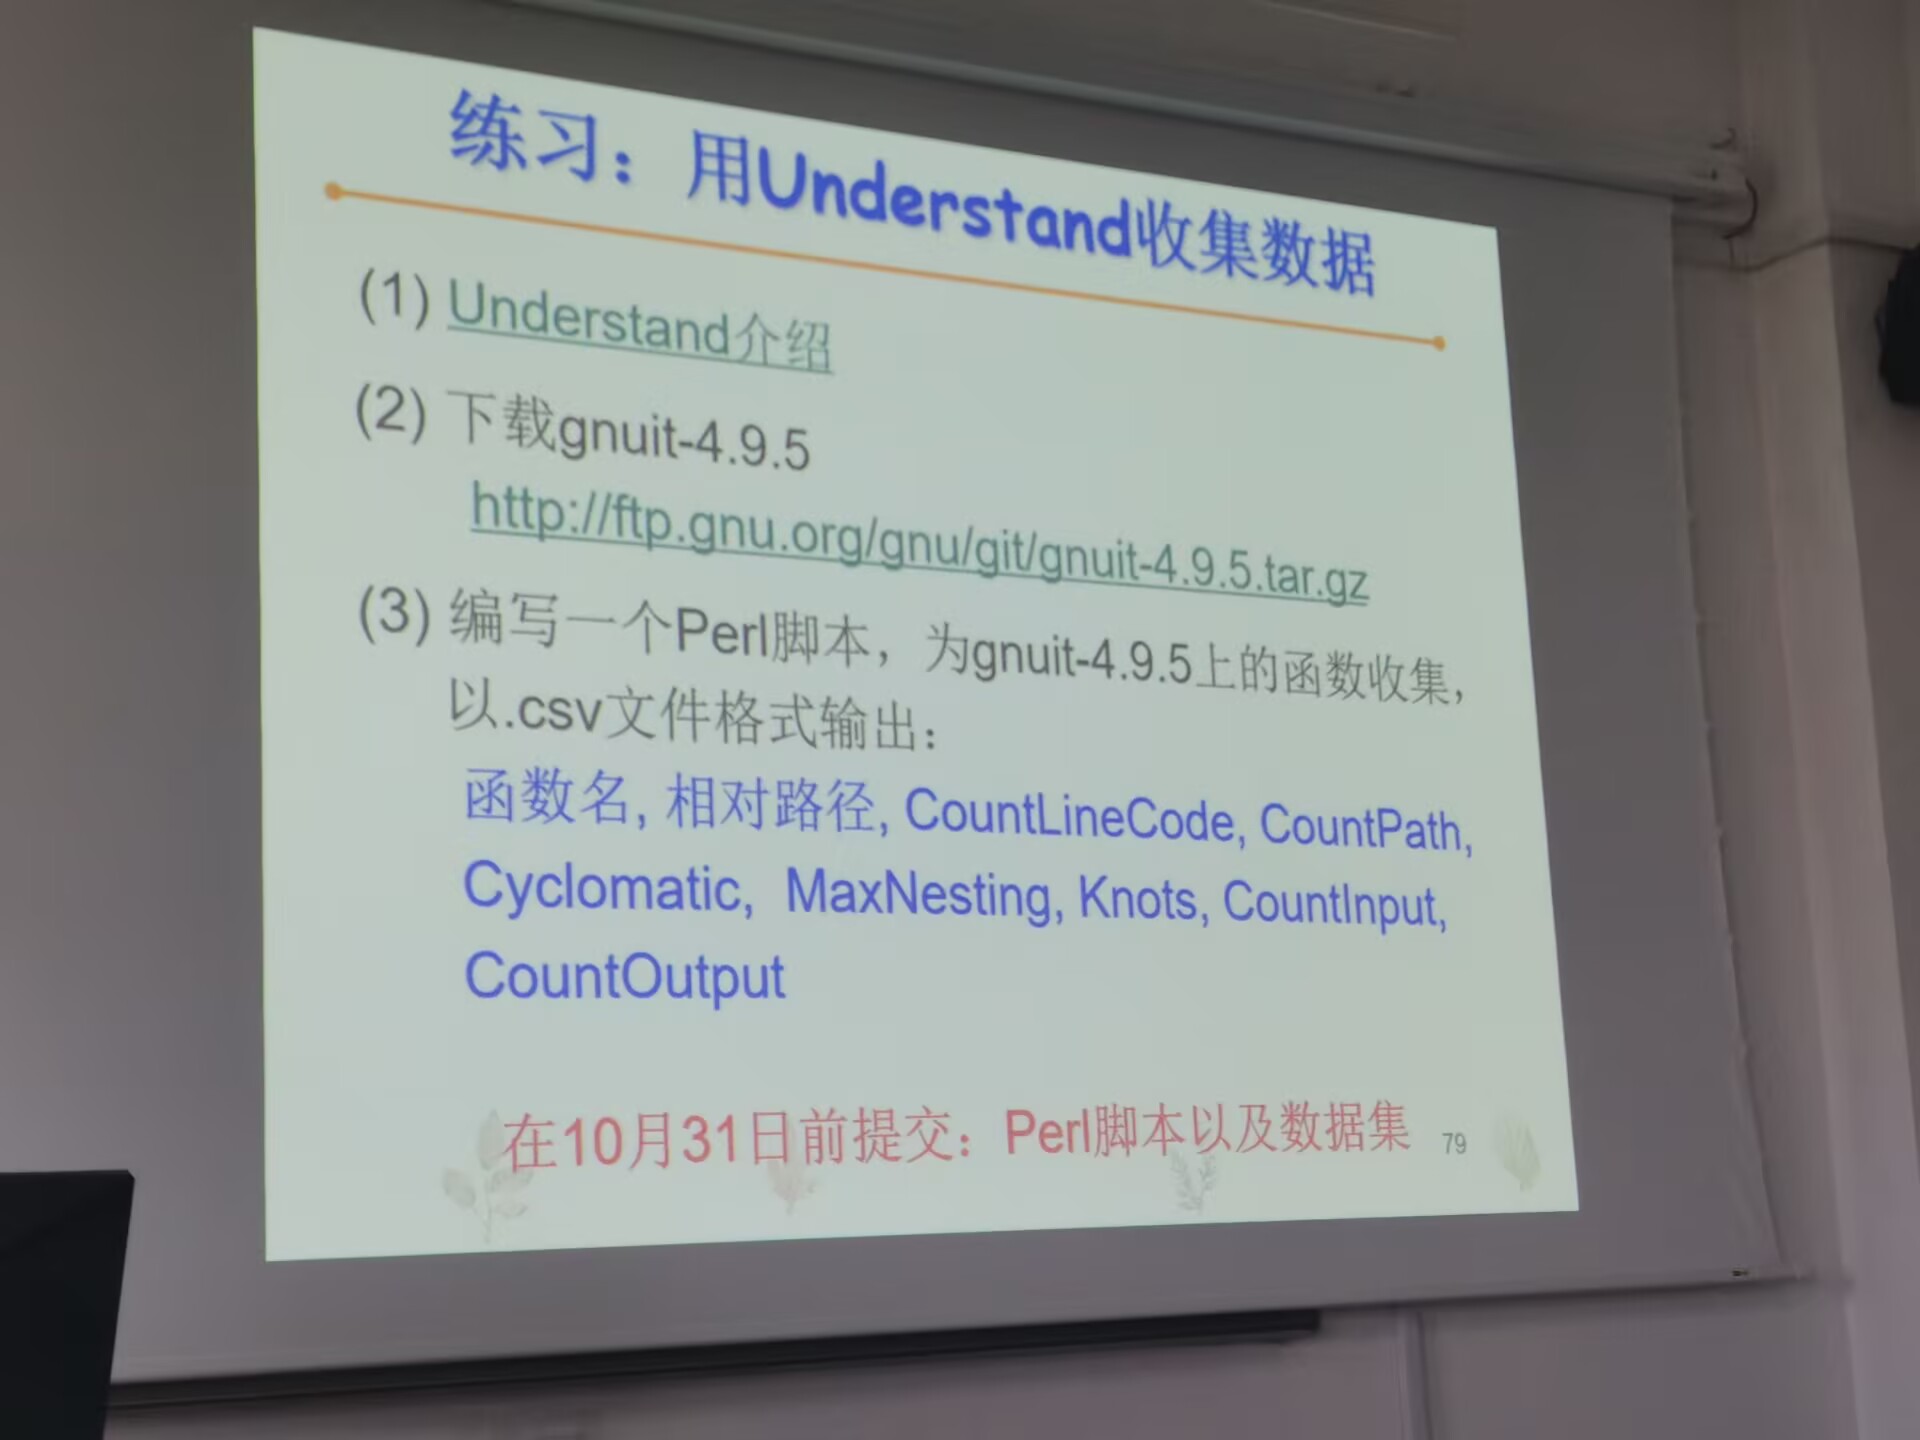 练习：用Understand收集数据
(1) Understand介绍
(2) 下载gnuit-4.9.5
http://ftp.gnu.org/gnu/git/gnuit-4.9.5.tar.gz
(3) 编写一个Perl脚本，为gnuit-4.9.5上的函数收集,
以.csv文件格式输出：
函数名, 相对路径, CountLineCode, CountPath,
Cyclomatic, MaxNesting, Knots, CountInput,
CountOutput
在10月31日前提交：Perl脚本以及数据集
79